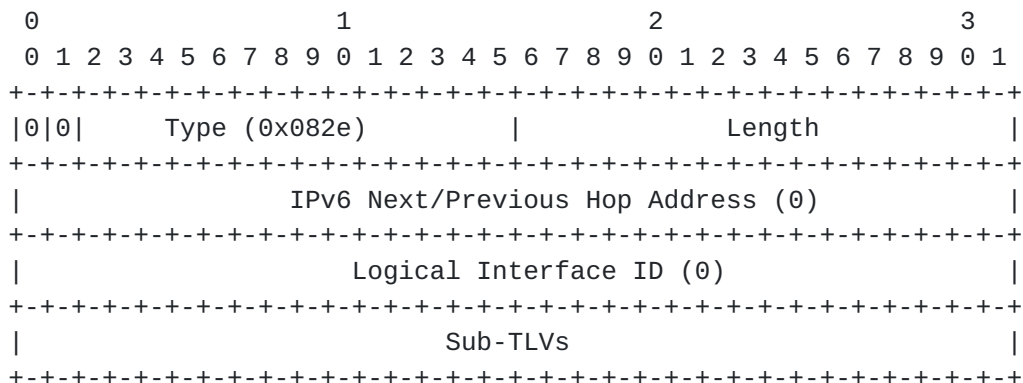 0                   1                   2                   3
 0 1 2 3 4 5 6 7 8 9 0 1 2 3 4 5 6 7 8 9 0 1 2 3 4 5 6 7 8 9 0 1
+-+-+-+-+-+-+-+-+-+-+-+-+-+-+-+-+-+-+-+-+-+-+-+-+-+-+-+-+-+-+-+-+
|0|0|     Type (0x082e)         |             Length            |
+-+-+-+-+-+-+-+-+-+-+-+-+-+-+-+-+-+-+-+-+-+-+-+-+-+-+-+-+-+-+-+-+
|                 IPv6 Next/Previous Hop Address (0)            |
+-+-+-+-+-+-+-+-+-+-+-+-+-+-+-+-+-+-+-+-+-+-+-+-+-+-+-+-+-+-+-+-+
|                     Logical Interface ID (0)                  |
+-+-+-+-+-+-+-+-+-+-+-+-+-+-+-+-+-+-+-+-+-+-+-+-+-+-+-+-+-+-+-+-+
|                           Sub-TLVs                            |
+-+-+-+-+-+-+-+-+-+-+-+-+-+-+-+-+-+-+-+-+-+-+-+-+-+-+-+-+-+-+-+-+